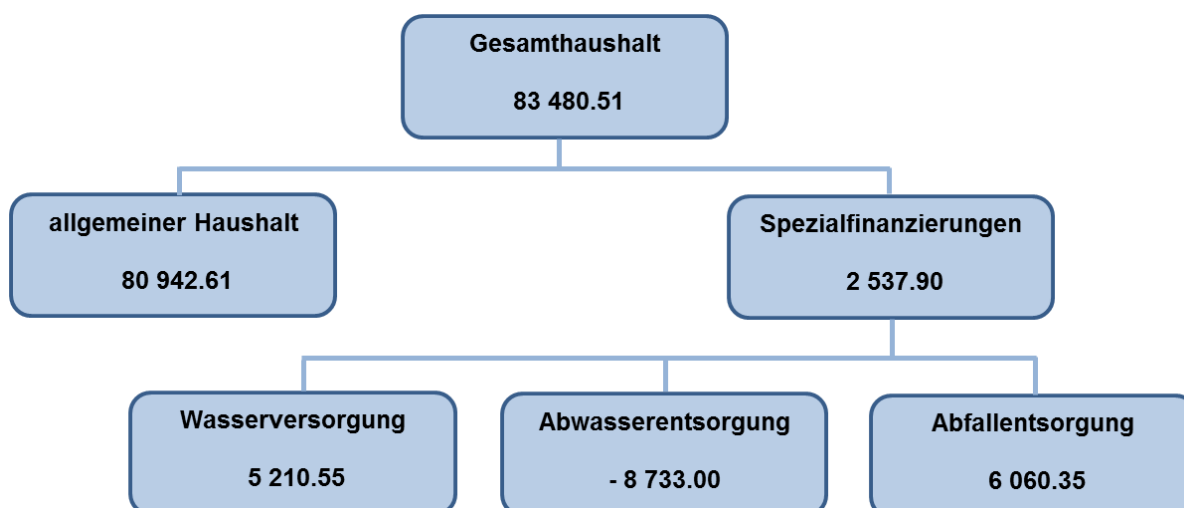 Gesamthaushalt
83 480.51
allgemeiner Haushalt
80 942.61
Spezialfinanzierungen
2 537.90
Wasserversorgung
5 210.55
Abwasserentsorgung
- 8 733.00
Abfallentsorgung
6 060.35